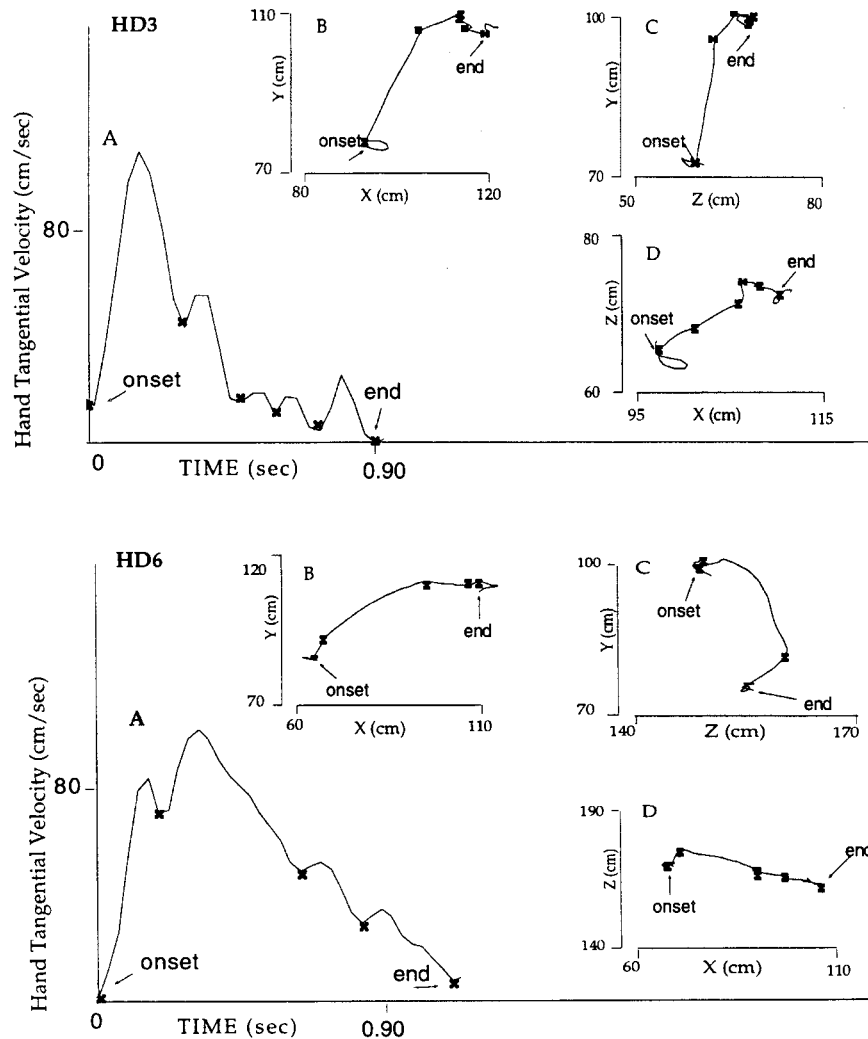 HD3
A
Hand Tangential Velocity (cm/sec)
80
onset
end
0
TIME (sec)
0.90
B
110
Y (cm)
70
onset
end
80
X (cm)
120
C
100
Y (cm)
70
onset
end
50
Z (cm)
80
D
80
Z (cm)
60
onset
end
95
X (cm)
115
HD6
A
Hand Tangential Velocity (cm/sec)
80
onset
end
0
TIME (sec)
0.90
B
120
Y (cm)
70
onset
end
60
X (cm)
110
C
100
Y (cm)
70
onset
end
140
Z (cm)
170
D
190
Z (cm)
140
onset
end
60
X (cm)
110